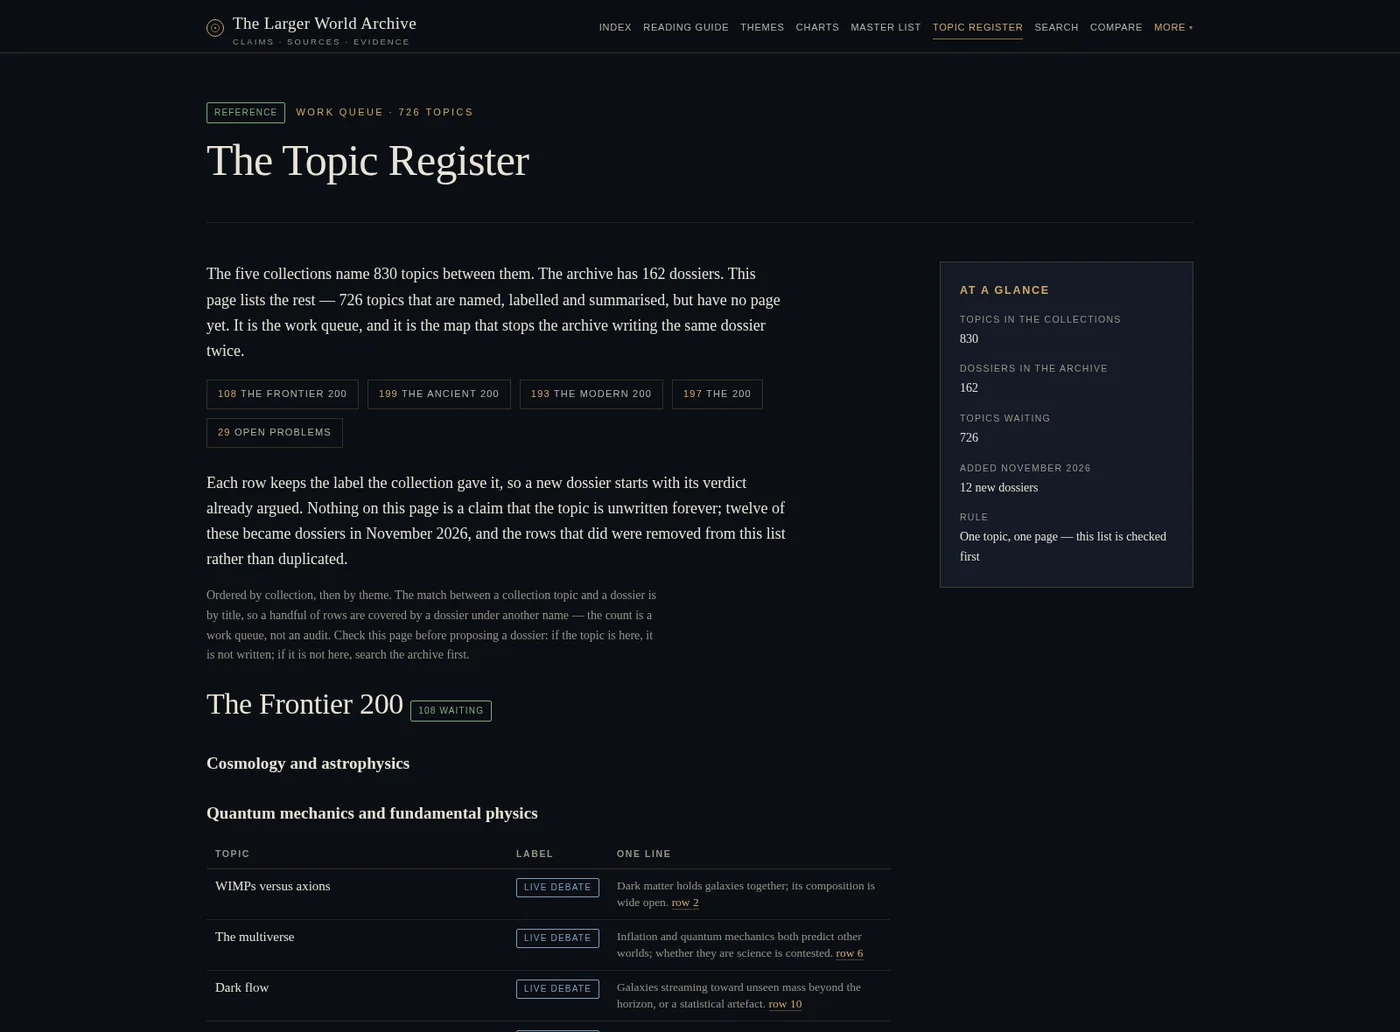 The Larger World Archive
CLAIMS · SOURCES · EVIDENCE
INDEX READING GUIDE THEMES CHARTS MASTER LIST TOPIC REGISTER SEARCH COMPARE MORE ▾
REFERENCE WORK QUEUE · 726 TOPICS
The Topic Register
The five collections name 830 topics between them. The archive has 162 dossiers. This
page lists the rest — 726 topics that are named, labelled and summarised, but have no page
yet. It is the work queue, and it is the map that stops the archive writing the same dossier
twice.
108 THE FRONTIER 200
199 THE ANCIENT 200
193 THE MODERN 200
197 THE 200
29 OPEN PROBLEMS
Each row keeps the label the collection gave it, so a new dossier starts with its verdict
already argued. Nothing on this page is a claim that the topic is unwritten forever; twelve of
these became dossiers in November 2026, and the rows that did were removed from this list
rather than duplicated.
Ordered by collection, then by theme. The match between a collection topic and a dossier is
by title, so a handful of rows are covered by a dossier under another name — the count is a
work queue, not an audit. Check this page before proposing a dossier: if the topic is here, it
is not written; if it is not here, search the archive first.
AT A GLANCE
TOPICS IN THE COLLECTIONS
830
DOSSIERS IN THE ARCHIVE
162
TOPICS WAITING
726
ADDED NOVEMBER 2026
12 new dossiers
RULE
One topic, one page — this list is checked
first
The Frontier 200 108 WAITING
Cosmology and astrophysics
Quantum mechanics and fundamental physics
TOPIC LABEL ONE LINE
WIMPs versus axions LIVE DEBATE Dark matter holds galaxies together; its composition is
wide open. row 2
The multiverse LIVE DEBATE Inflation and quantum mechanics both predict other
worlds; whether they are science is contested. row 6
Dark flow LIVE DEBATE Galaxies streaming toward unseen mass beyond the
horizon, or a statistical artefact. row 10